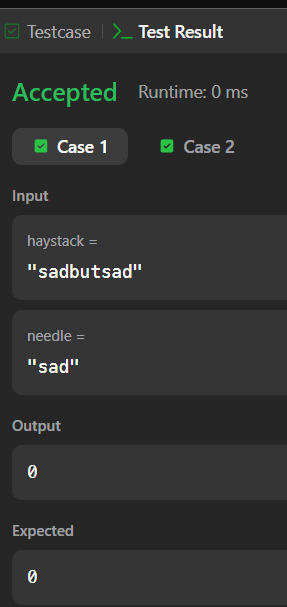 Testcase
Test Result
Accepted Runtime: 0 ms
Case 1 Case 2
Input
haystack =
"sadbutsad"
needle =
"sad"
Output
0
Expected
0